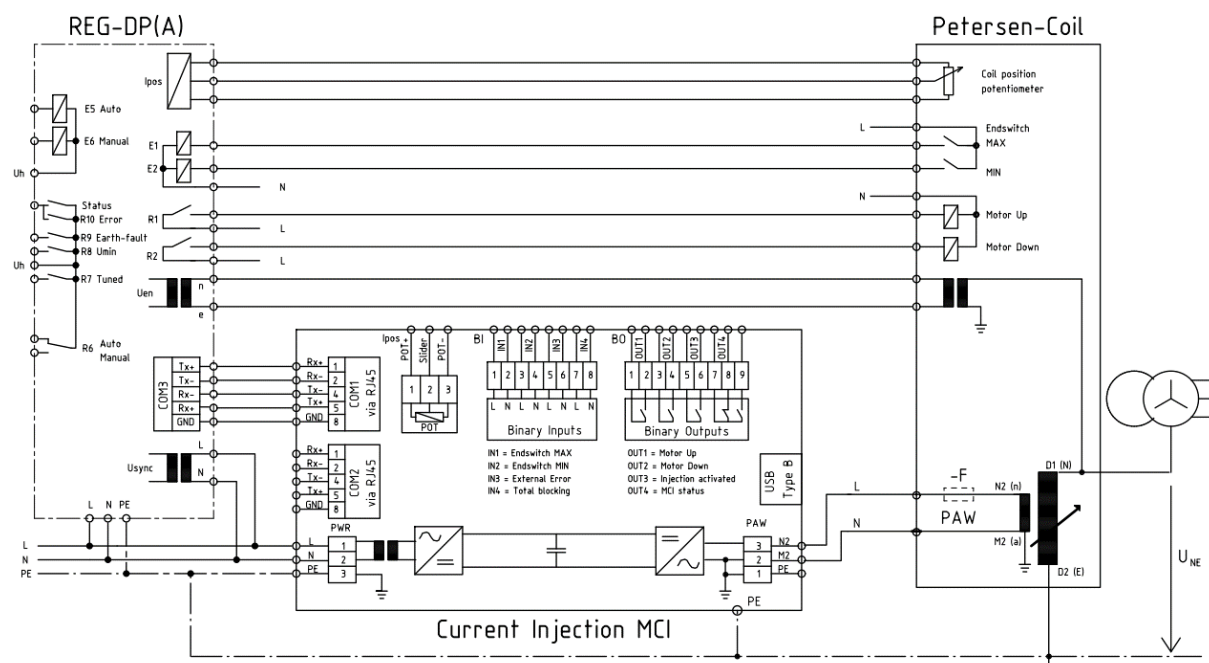 REG-DP(A)
Petersen-Coil
Ipos
Coil position
potentiometer
E5 Auto
E6 Manual
Uh
E1
E2
N
L
Endswitch
MAX
MIN
Status
R10 Error
R9 Earth-fault
R8 Umin
Uh
R7 Tuned
R1
L
R2
L
N
Motor Up
Motor Down
Uen
n
e
R6 Auto
Manual
COM3
Tx+
Tx-
Rx-
Rx+
GND
Rx+ 1
Rx- 2
Tx- 4
Tx+ 5
GND 8
COM1
via RJ45
Ipos
POT+
Slider
POT-
1 2 3
POT
BI
IN1
IN2
IN3
IN4
1 2 3 4 5 6 7 8
L N L N L N L N
Binary Inputs
IN1 = Endswitch MAX
IN2 = Endswitch MIN
IN3 = External Error
IN4 = Total blocking
BO
OUT1
OUT2
OUT3
OUT4
1 2 3 4 5 6 7 8 9
Binary Outputs
OUT1 = Motor Up
OUT2 = Motor Down
OUT3 = Injection activated
OUT4 = MCI status
Usync
L
N
Rx+ 1
Rx- 2
Tx- 4
Tx+ 5
GND 8
COM2
via RJ45
USB
Type B
L N PE
L
N
PE
PWR
L 1
N 2
PE 3
PAW
3 N2
2 M2
1 PE
L
N
-F
PAW
N2 (n)
M2 (a)
D1 (N)
D2 (E)
UNE
PE
Current Injection MCI